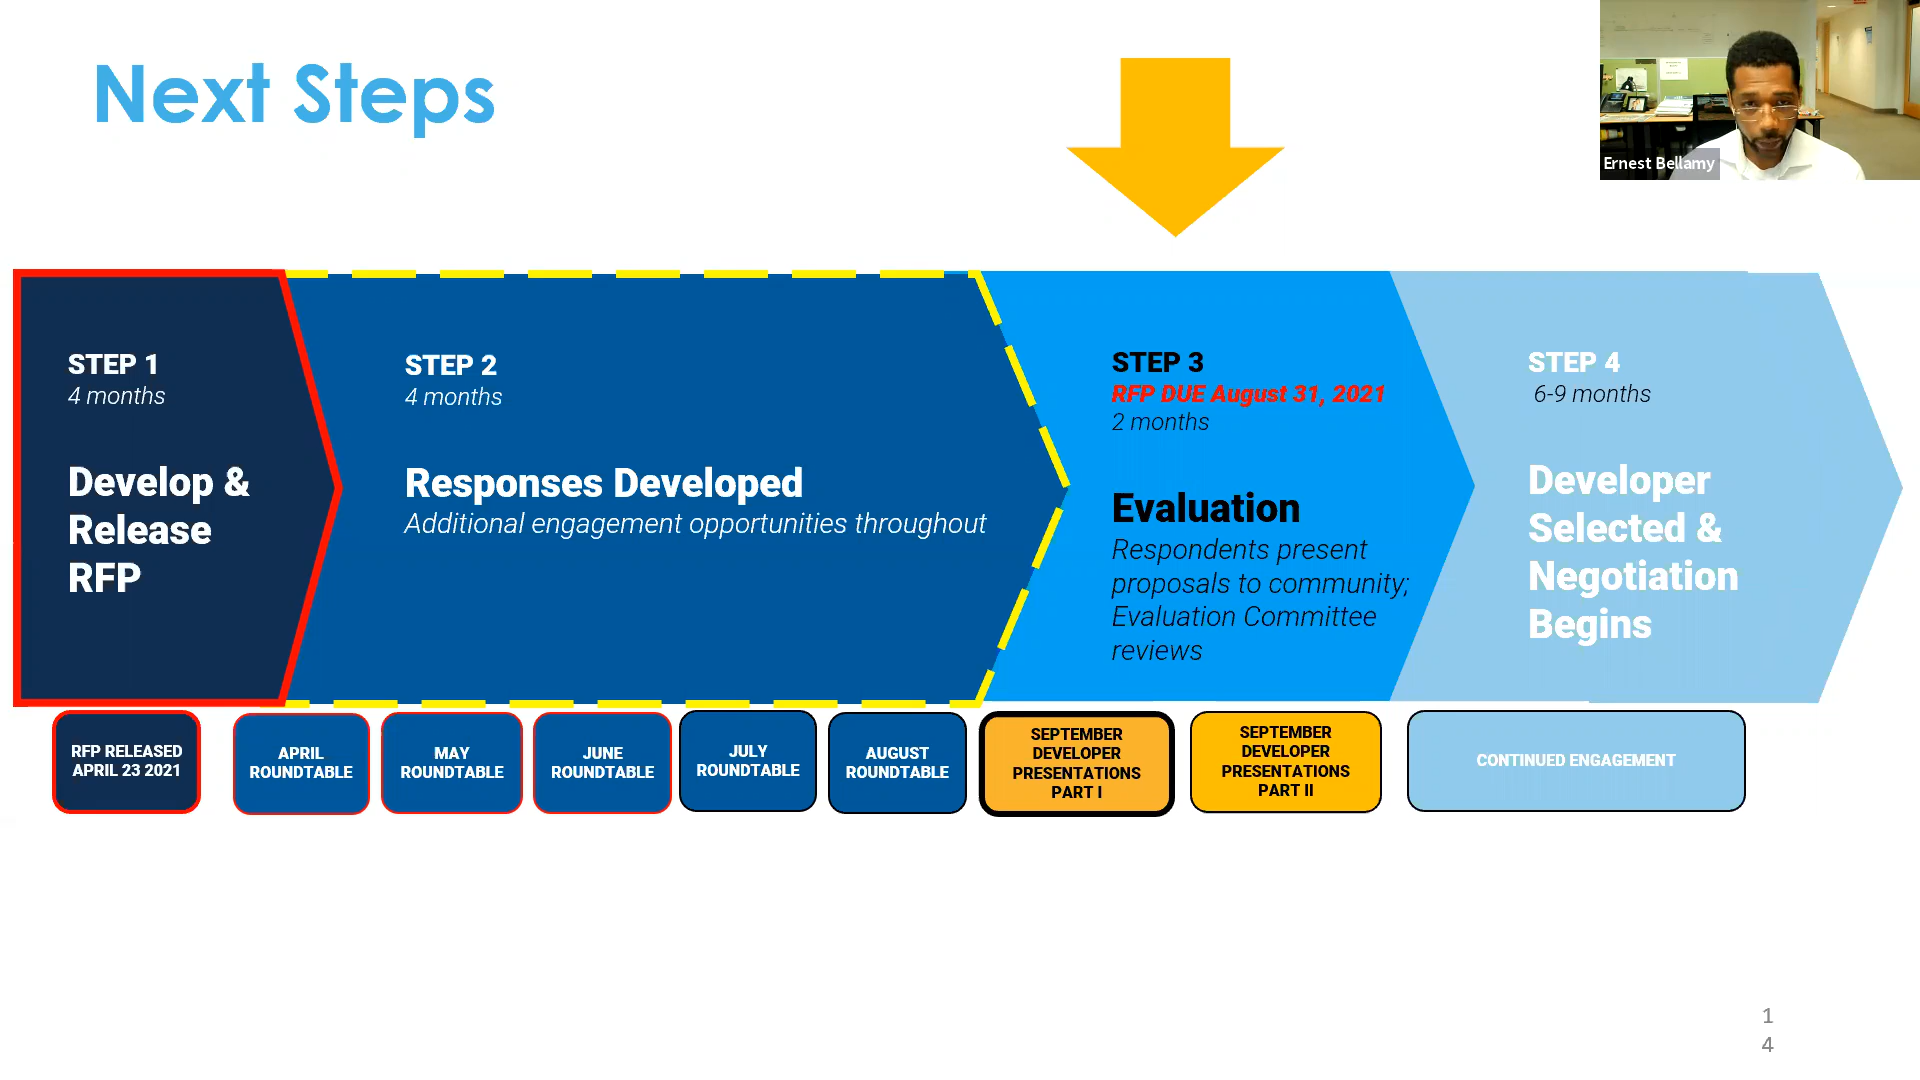 Next Steps
Ernest Bellamy
STEP 1
4 months
Develop &
Release
RFP
STEP 2
4 months
Responses Developed
Additional engagement opportunities throughout
STEP 3
RFP DUE August 31, 2021
2 months
Evaluation
Respondents present
proposals to community;
Evaluation Committee
reviews
STEP 4
6-9 months
Developer
Selected &
Negotiation
Begins
RFP RELEASED
APRIL 23 2021
APRIL
ROUNDTABLE
MAY
ROUNDTABLE
JUNE
ROUNDTABLE
JULY
ROUNDTABLE
AUGUST
ROUNDTABLE
SEPTEMBER
DEVELOPER
PRESENTATIONS
PART I
SEPTEMBER
DEVELOPER
PRESENTATIONS
PART II
CONTINUED ENGAGEMENT
1
4